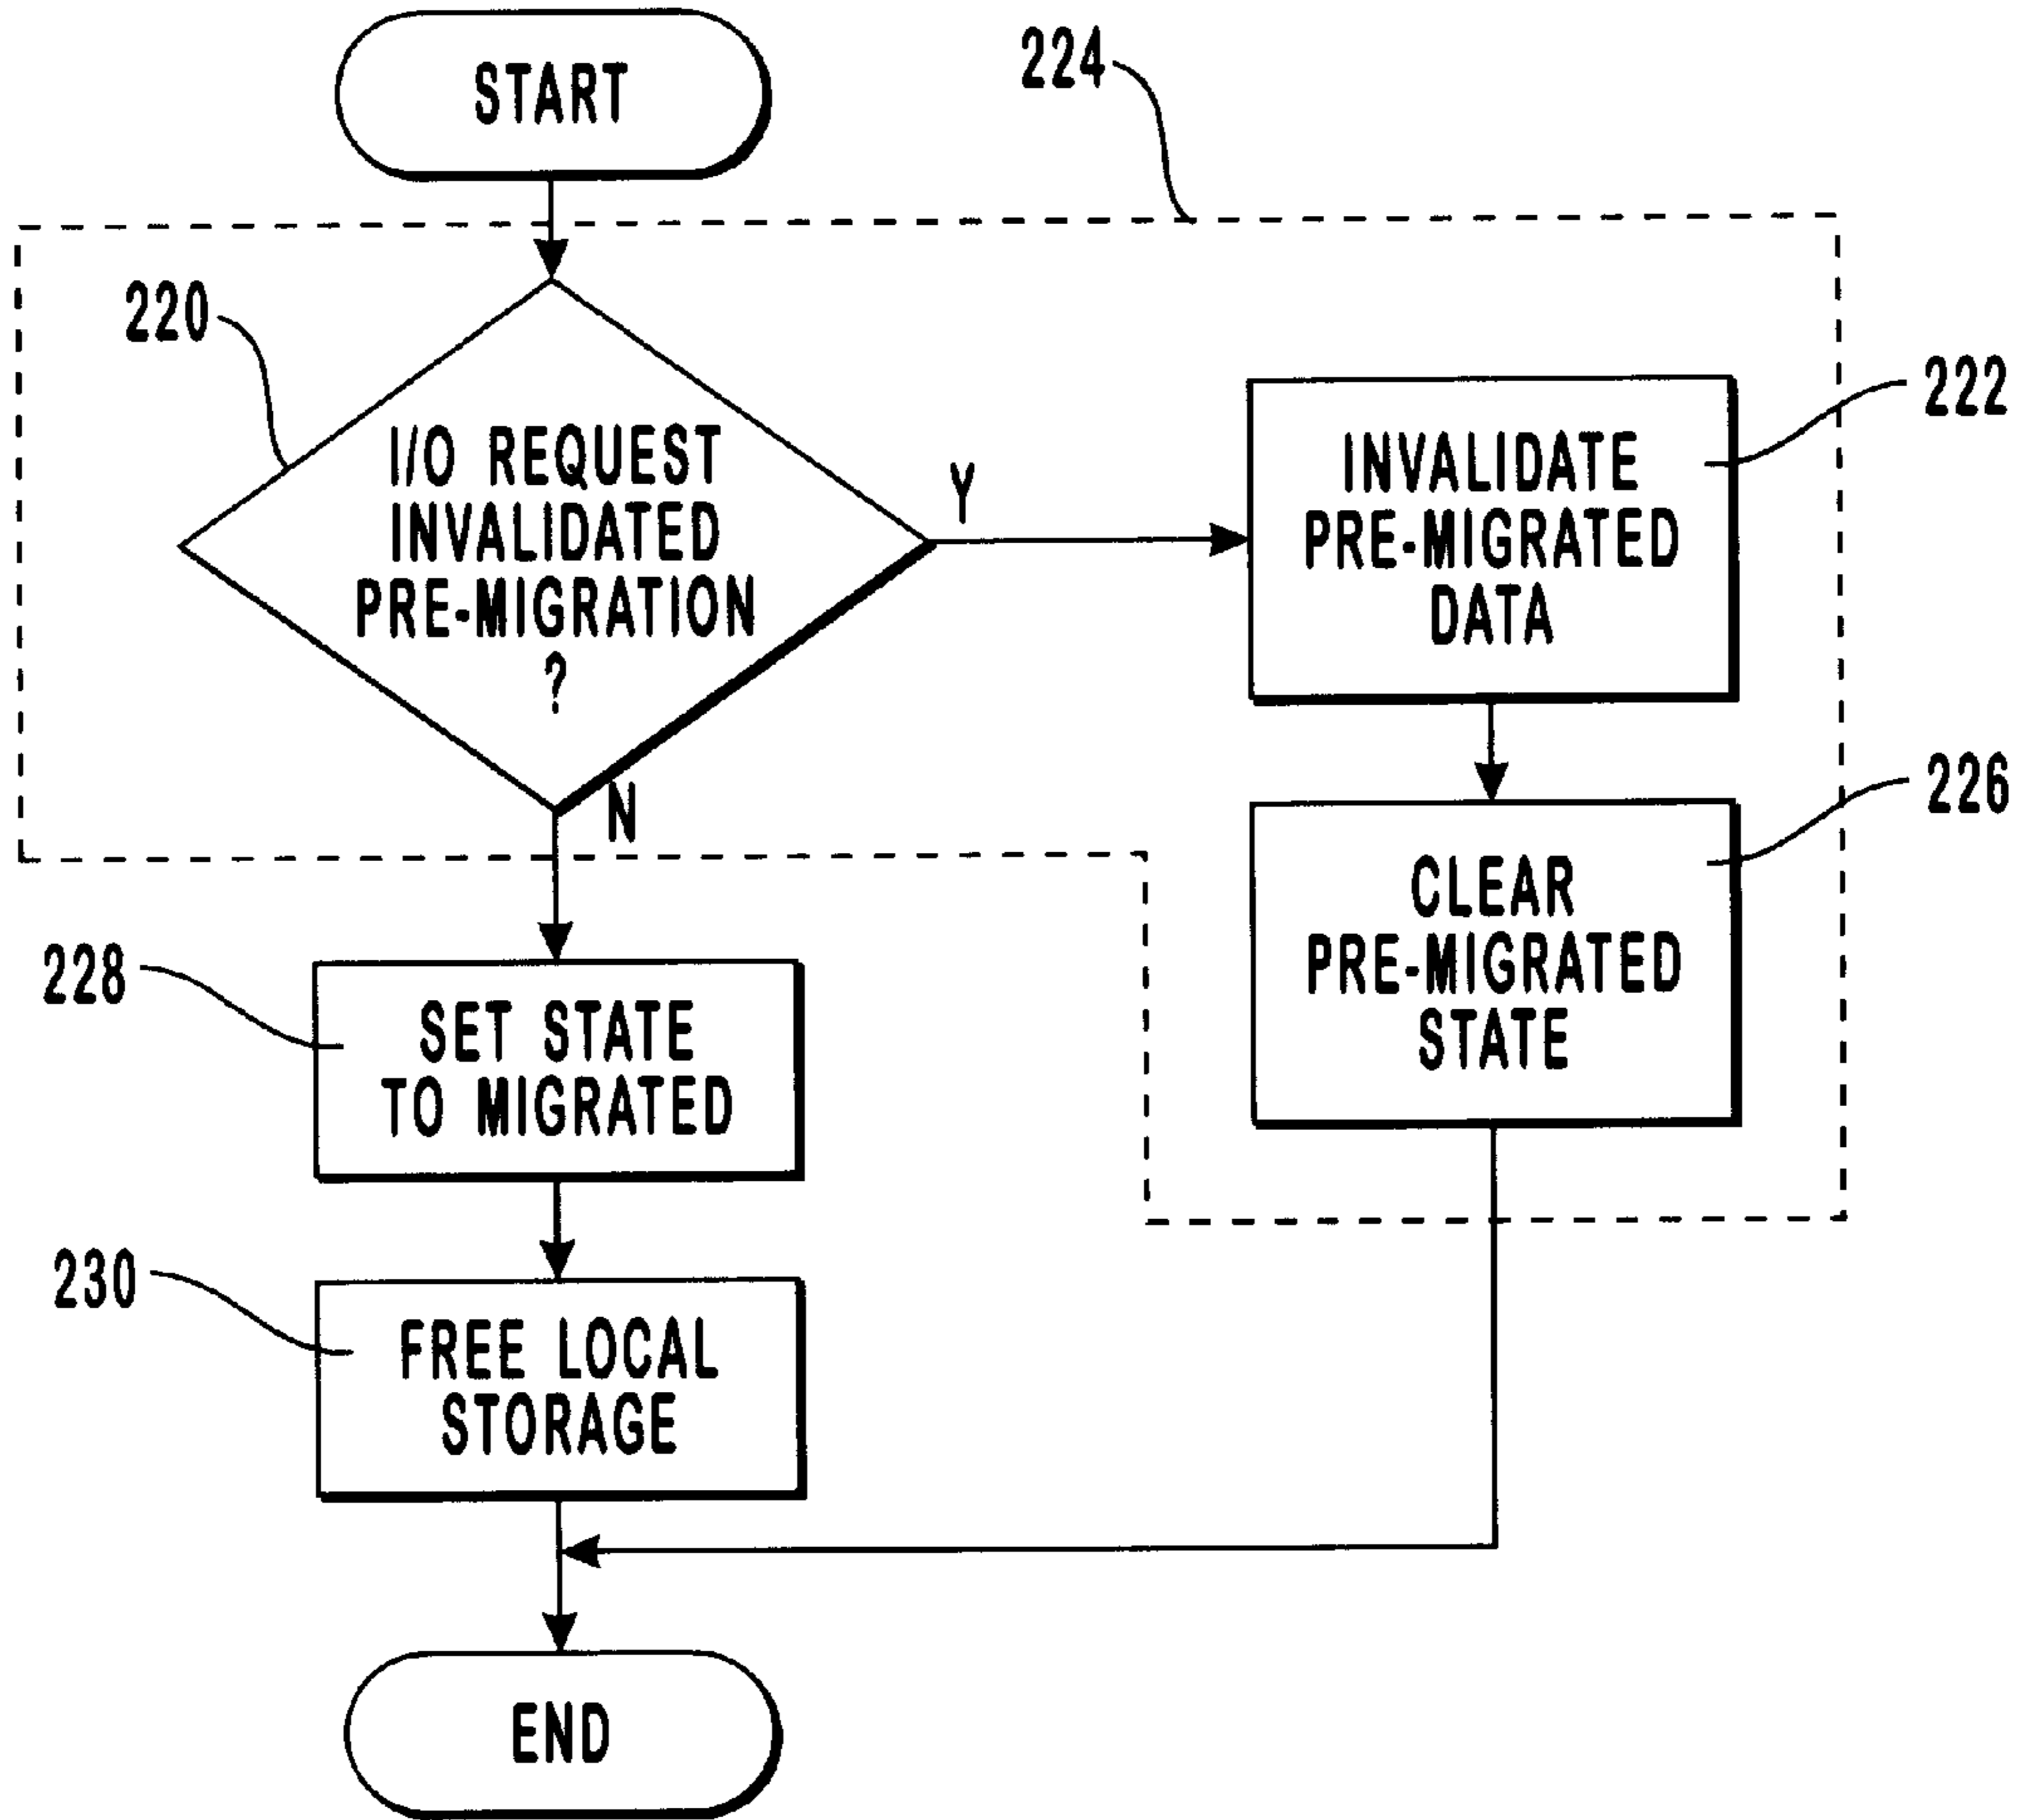 START
224
220
I/O REQUEST
INVALIDATED
PRE-MIGRATION
?
Y
N
222
INVALIDATE
PRE-MIGRATED
DATA
226
CLEAR
PRE-MIGRATED
STATE
228
SET STATE
TO MIGRATED
230
FREE LOCAL
STORAGE
END